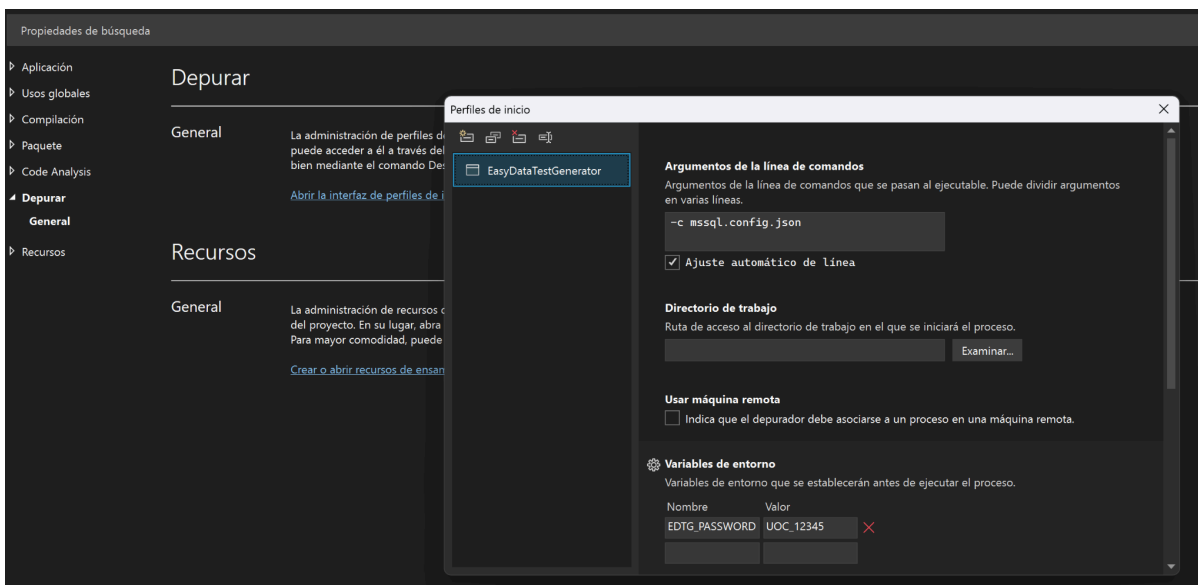 Propiedades de búsqueda
Aplicación
Usos globales
Compilación
Paquete
Code Analysis
Depurar
General
Recursos
Depurar
General
La administración de perfiles d
puede acceder a él a través del
bien mediante el comando De
Abrir la interfaz de perfiles de i
Recursos
General
La administración de recursos
del proyecto. En su lugar, abra
Para mayor comodidad, puede
Crear o abrir recursos de ensan
Perfiles de inicio
EasyDataTestGenerator
Argumentos de la línea de comandos
Argumentos de la línea de comandos que se pasan al ejecutable. Puede dividir argumentos
en varias líneas.
-c mssql.config.json
Ajuste automático de línea
Directorio de trabajo
Ruta de acceso al directorio de trabajo en el que se iniciará el proceso.
Examinar...
Usar máquina remota
Indica que el depurador debe asociarse a un proceso en una máquina remota.
Variables de entorno
Variables de entorno que se establecerán antes de ejecutar el proceso.
Nombre Valor
EDTG_PASSWORD UOC_12345